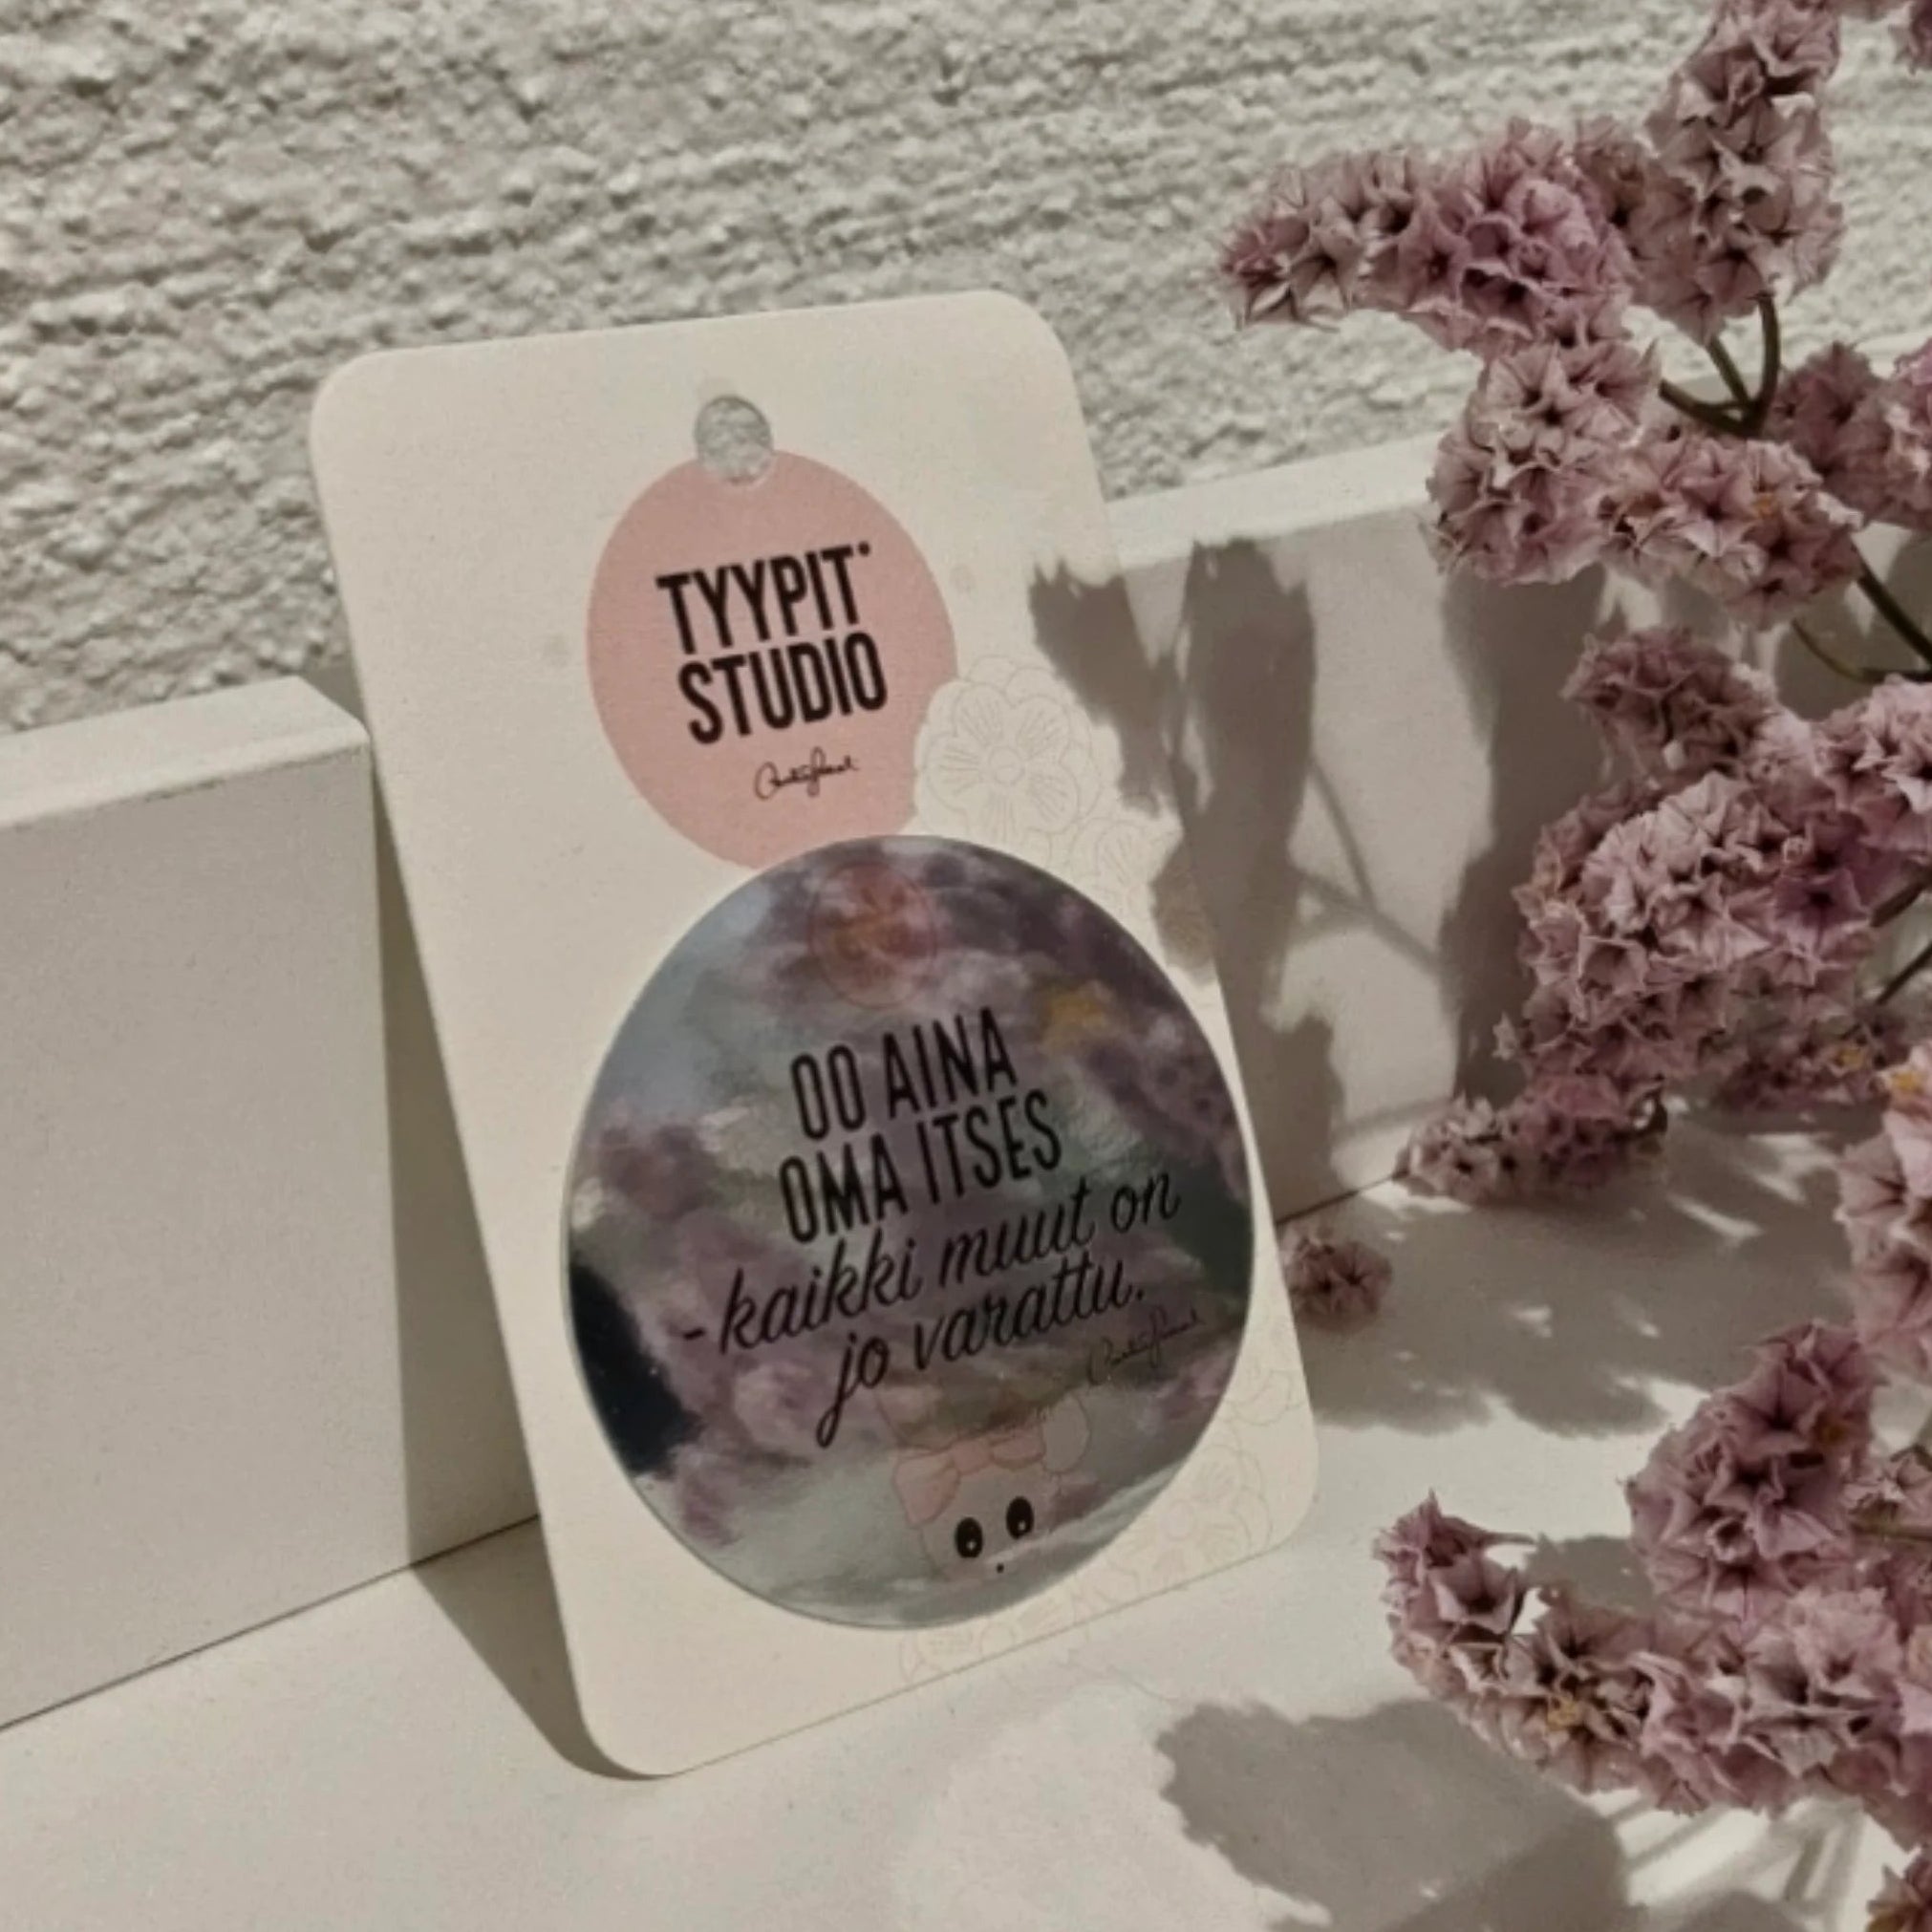 TYYPIT
STUDIO
OO AINA
OMA ITSES
- kaikki muut on
jo varattu.